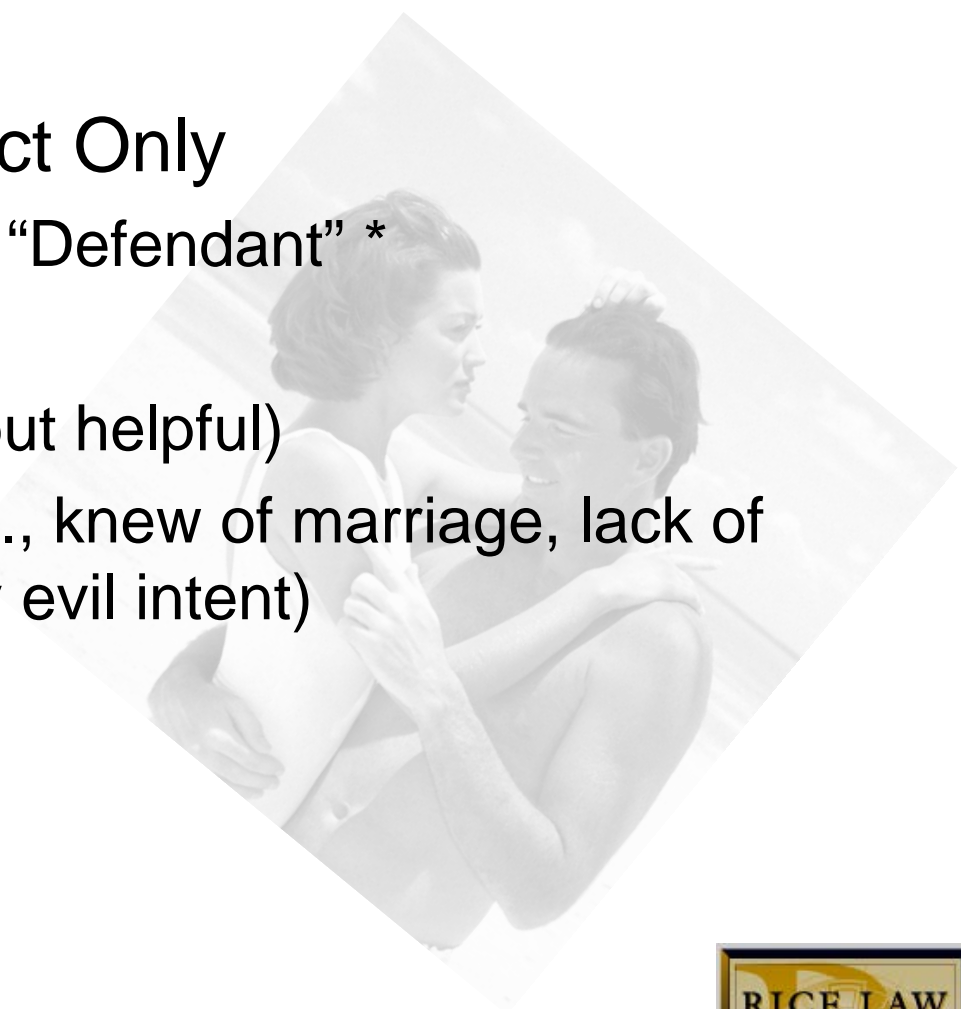 ct Only
“Defendant” *
ut helpful)
., knew of marriage, lack of
evil intent)
RICE LAW